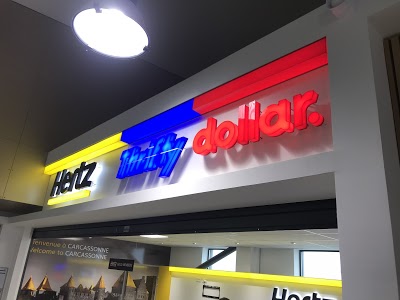 Hertz thrifty dollar.
Bienvenue à CARCASSONNE
Welcome to CARCASSONNE
Hertz